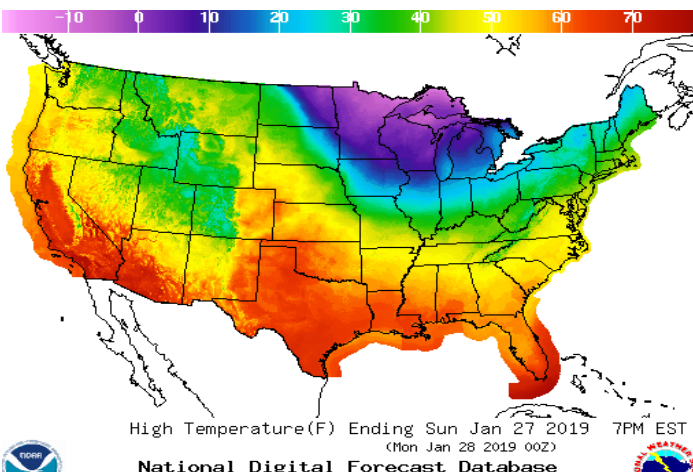 -10 0 10 20 30 40 50 60 70
High Temperature(F) Ending Sun Jan 27 2019 7PM EST
(Mon Jan 28 2019 00Z)
National Digital Forecast Database
NOAA